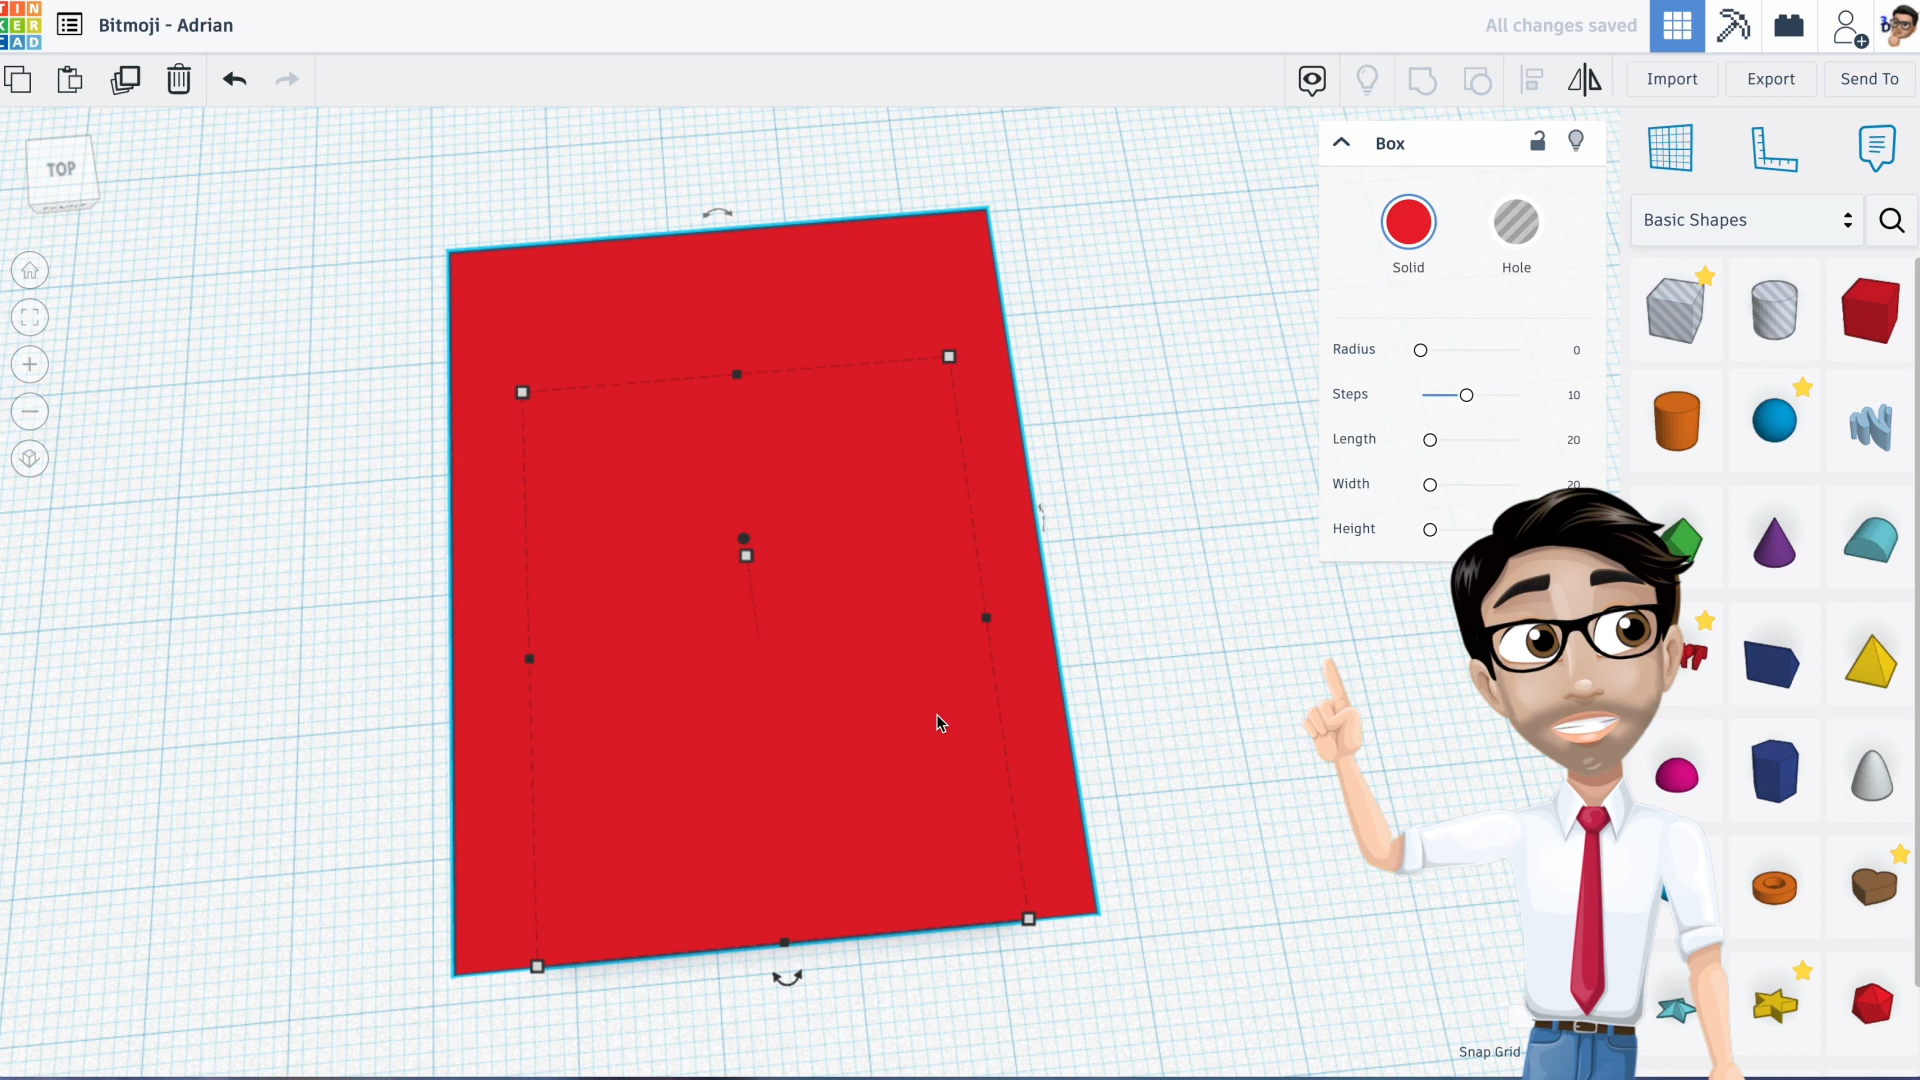 TIN
KER
CAD
Bitmoji - Adrian
All changes saved
Import
Export
Send To
TOP
Box
Solid
Hole
Basic Shapes
Radius
0
Steps
10
Length
20
Width
20
Height
Snap Grid